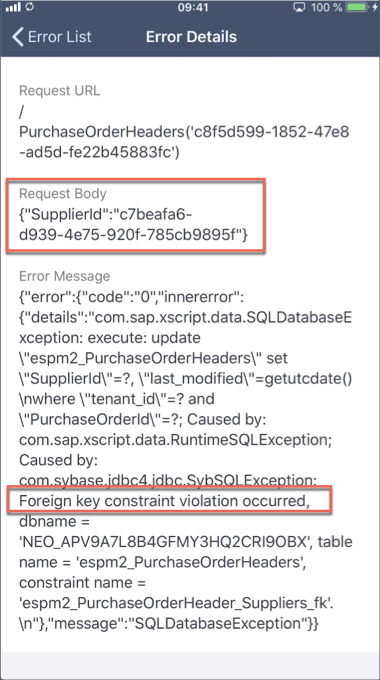 09:41
100 %
Error List
Error Details
Request URL
/
PurchaseOrderHeaders('c8f5d599-1852-47e8
-ad5d-fe22b45883fc')
Request Body
{"SupplierId":"c7beafa6-
d939-4e75-920f-785cb9895f"}
Error Message
{"error":{"code":"0","innererror":
{"details":"com.sap.xscript.data.SQLDatabaseE
xception: execute: update
\"espm2_PurchaseOrderHeaders\" set
\"SupplierId\"=?, \"last_modified\"=getutcdate()
\nwhere \"tenant_id\"=? and
\"PurchaseOrderId\"=?; Caused by:
com.sap.xscript.data.RuntimeSQLException;
Caused by:
com.sybase.jdbc4.jdbc.SybSQLException:
Foreign key constraint violation occurred,
dbname =
'NEO_APV9A7L8B4GFMY3HQ2CRI9OBX', table
name = 'espm2_PurchaseOrderHeaders',
constraint name =
'espm2_PurchaseOrderHeader_Suppliers_fk'.
\n"},"message":"SQLDatabaseException"}}